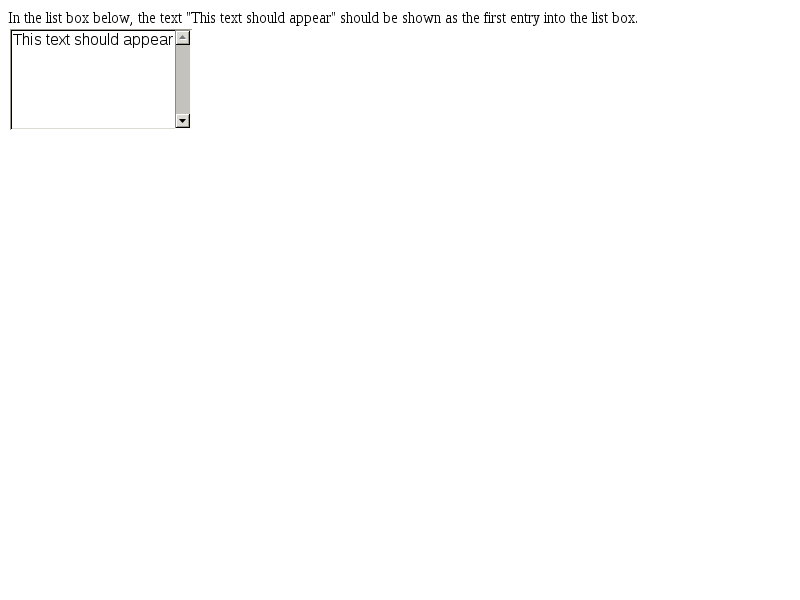 In the list box below, the text "This text should appear" should be shown as the first entry into the list box.
This text should appear